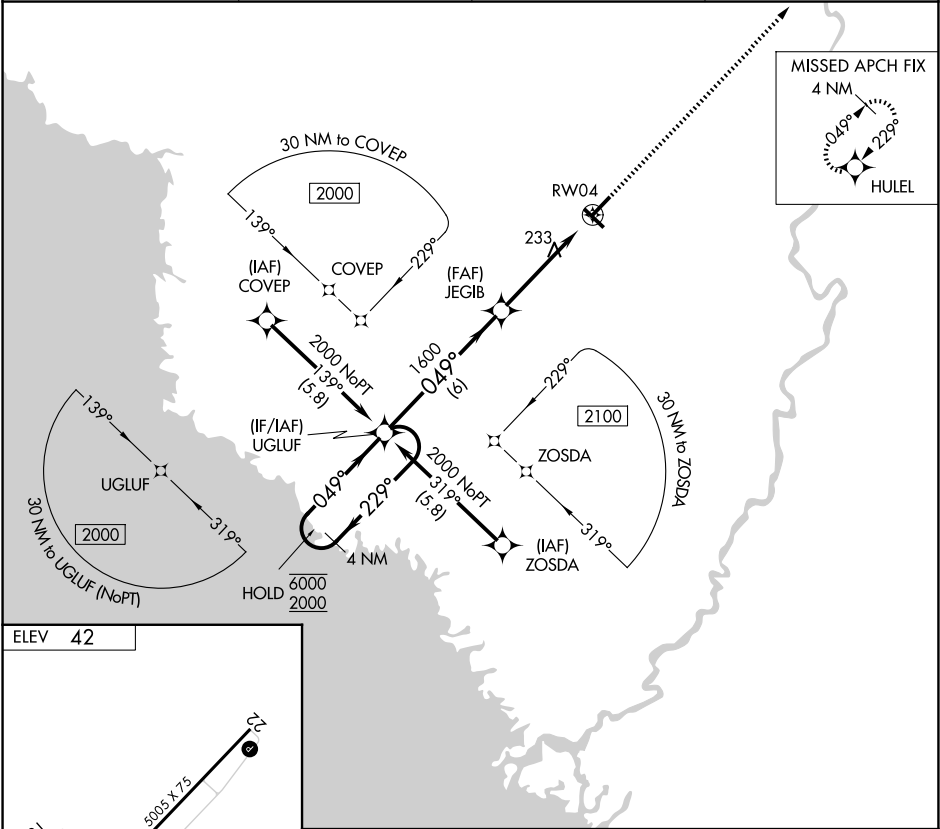 MISSED APCH FIX
4 NM
049°
229°
HULEL
30 NM to COVEP
2000
139°
229°
COVEP
(IAF)
COVEP
RW04
233
(FAF)
JEGIB
2000 NoPT
139°
(5.8)
1600
049°
(6)
(IF/IAF)
UGLUF
229°
2100
30 NM to ZOSDA
ZOSDA
319°
139°
UGLUF
319°
2000
30 NM to UGLUF (NoPT)
2000 NoPT
319°
(5.8)
(IAF)
ZOSDA
049°
229°
4 NM
HOLD
6000
2000
ELEV 42
22
P
5005 X 75